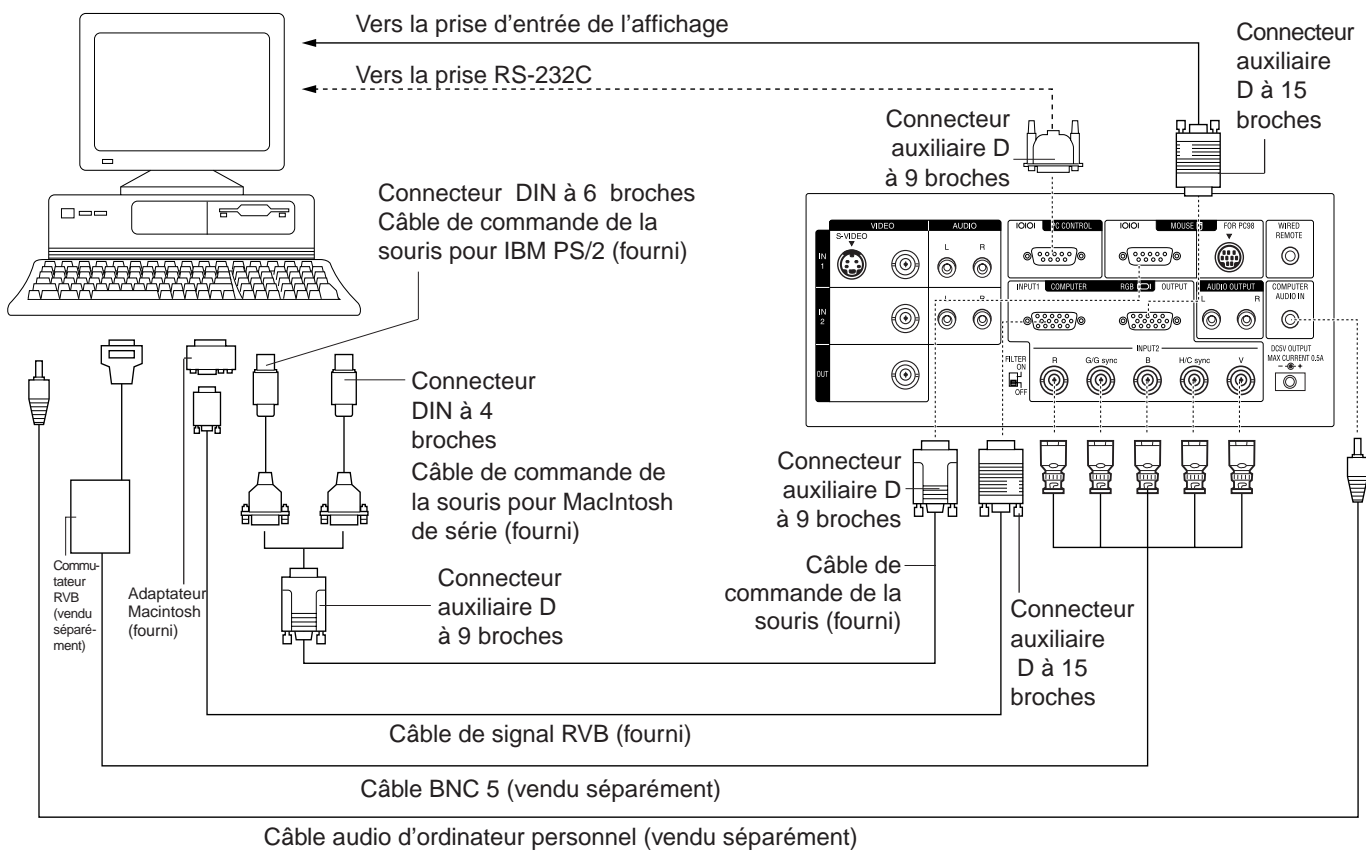 Vers la prise d'entrée de l'affichage
Vers la prise RS-232C
Connecteur
auxiliaire
D à 15
broches
Connecteur
auxiliaire D
à 9 broches
Connecteur DIN à 6 broches
Câble de commande de la
souris pour IBM PS/2 (fourni)
VIDEO
AUDIO
S-VIDEO
L
R
IN
1
IN
2
OUT
L
R
PC CONTROL
MOUSE
FOR PC98
WIRED
REMOTE
INPUT1
COMPUTER
RGB
OUTPUT
AUDIO OUTPUT
L
R
COMPUTER
AUDIO IN
INPUT2
FILTER
ON
OFF
R
G/G sync
B
H/C sync
V
DC5V OUTPUT
MAX CURRENT 0.5A
- +
Connecteur
DIN à 4
broches
Câble de commande de
la souris pour MacIntosh
de série (fourni)
Commu-
tateur
RVB
(vendu
séparé-
ment)
Adaptateur
Macintosh
(fourni)
Connecteur
auxiliaire D
à 9 broches
Connecteur
auxiliaire D
à 9 broches
Câble de
commande de la
souris (fourni)
Connecteur
auxiliaire
D à 15
broches
Câble de signal RVB (fourni)
Câble BNC 5 (vendu séparément)
Câble audio d'ordinateur personnel (vendu séparément)